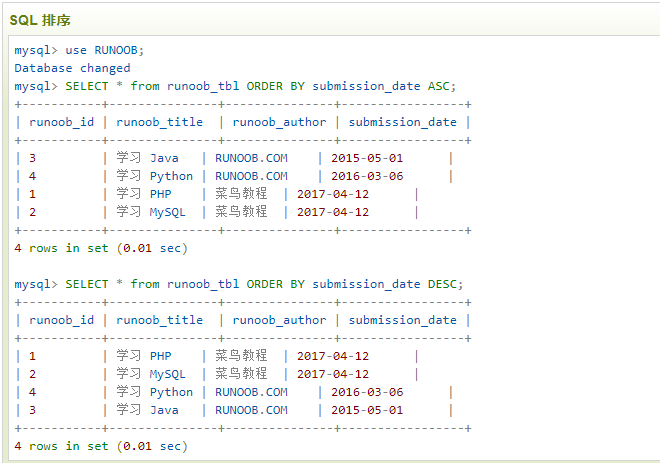 SQL 排序
mysql> use RUNOOB;
Database changed
mysql> SELECT * from runoob_tbl ORDER BY submission_date ASC;
+-----------+---------------+---------------+-----------------+
| runoob_id | runoob_title  | runoob_author | submission_date |
+-----------+---------------+---------------+-----------------+
| 3         | 学习 Java   | RUNOOB.COM    | 2015-05-01      |
| 4         | 学习 Python | RUNOOB.COM    | 2016-03-06      |
| 1         | 学习 PHP    | 菜鸟教程  | 2017-04-12      |
| 2         | 学习 MySQL  | 菜鸟教程  | 2017-04-12      |
+-----------+---------------+---------------+-----------------+
4 rows in set (0.01 sec)
mysql> SELECT * from runoob_tbl ORDER BY submission_date DESC;
+-----------+---------------+---------------+-----------------+
| runoob_id | runoob_title  | runoob_author | submission_date |
+-----------+---------------+---------------+-----------------+
| 1         | 学习 PHP    | 菜鸟教程  | 2017-04-12      |
| 2         | 学习 MySQL  | 菜鸟教程  | 2017-04-12      |
| 4         | 学习 Python | RUNOOB.COM    | 2016-03-06      |
| 3         | 学习 Java   | RUNOOB.COM    | 2015-05-01      |
+-----------+---------------+---------------+-----------------+
4 rows in set (0.01 sec)